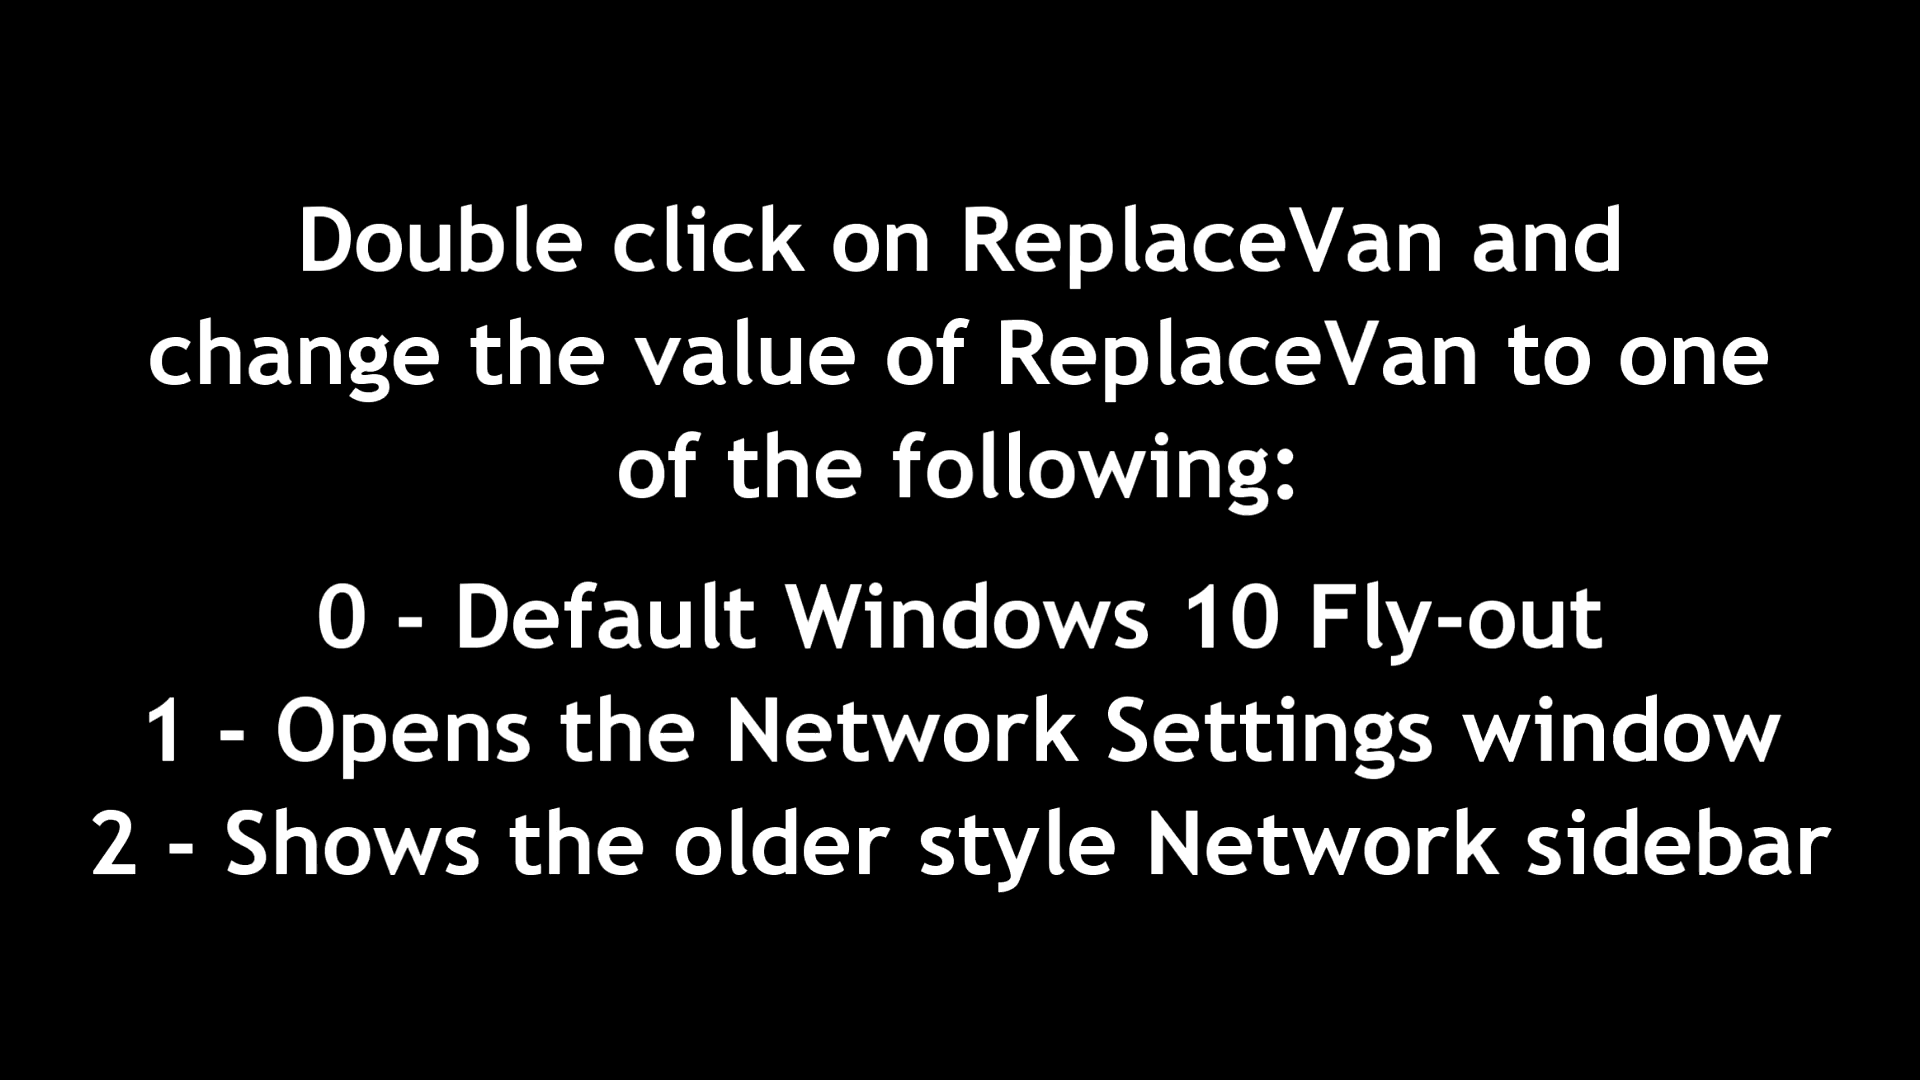 Double click on ReplaceVan and
change the value of ReplaceVan to one
of the following:
0 - Default Windows 10 Fly-out
1 - Opens the Network Settings window
2 - Shows the older style Network sidebar